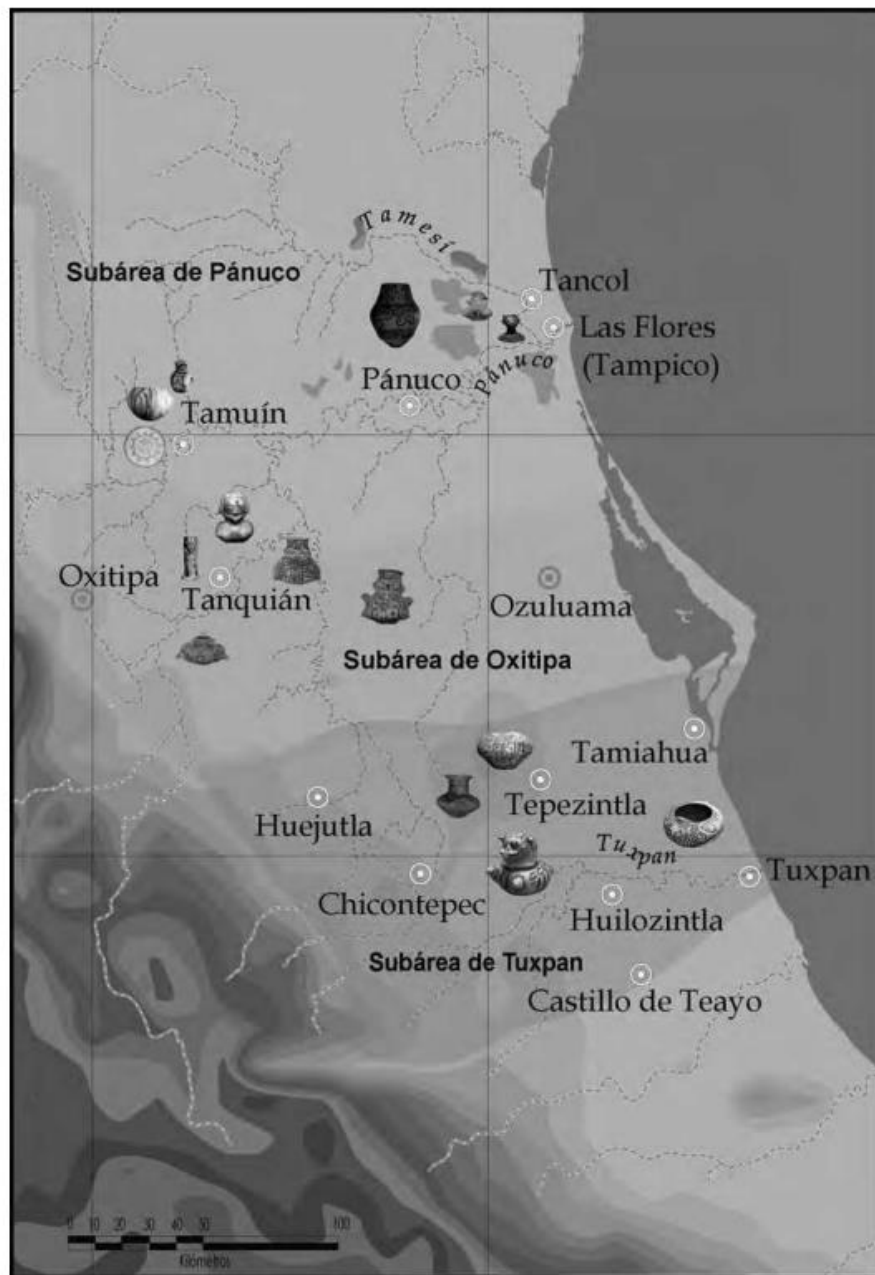 Tamesí
Subárea de Pánuco
Tancol
Las Flores
(Tampico)
Pánuco
Pánuco
Tamuín
Oxitipa
Tanquián
Ozuluama
Subárea de Oxitipa
Tamiahua
Tepezintla
Huejutla
Tuxpan
Tuxpan
Chicontepec
Huilozintla
Subárea de Tuxpan
Castillo de Teayo
0 10 20 30 40 50 100
Kilómetros